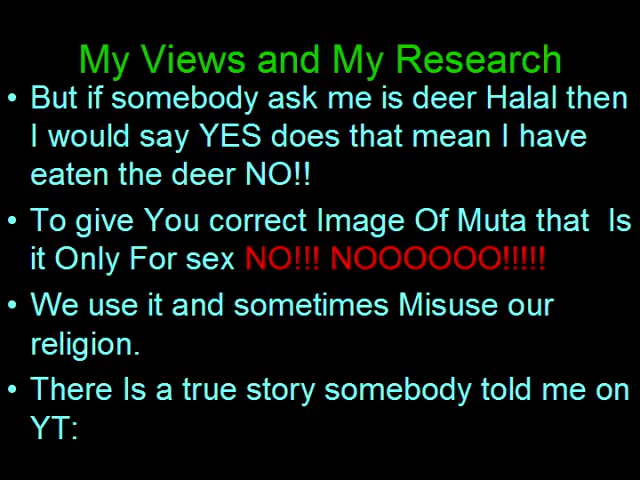 My Views and My Research
• But if somebody ask me is deer Halal then
I would say YES does that mean I have
eaten the deer NO!!
• To give You correct Image Of Muta that  Is
it Only For sex NO!!! NOOOOOO!!!!!
• We use it and sometimes Misuse our
religion.
• There Is a true story somebody told me on
YT: